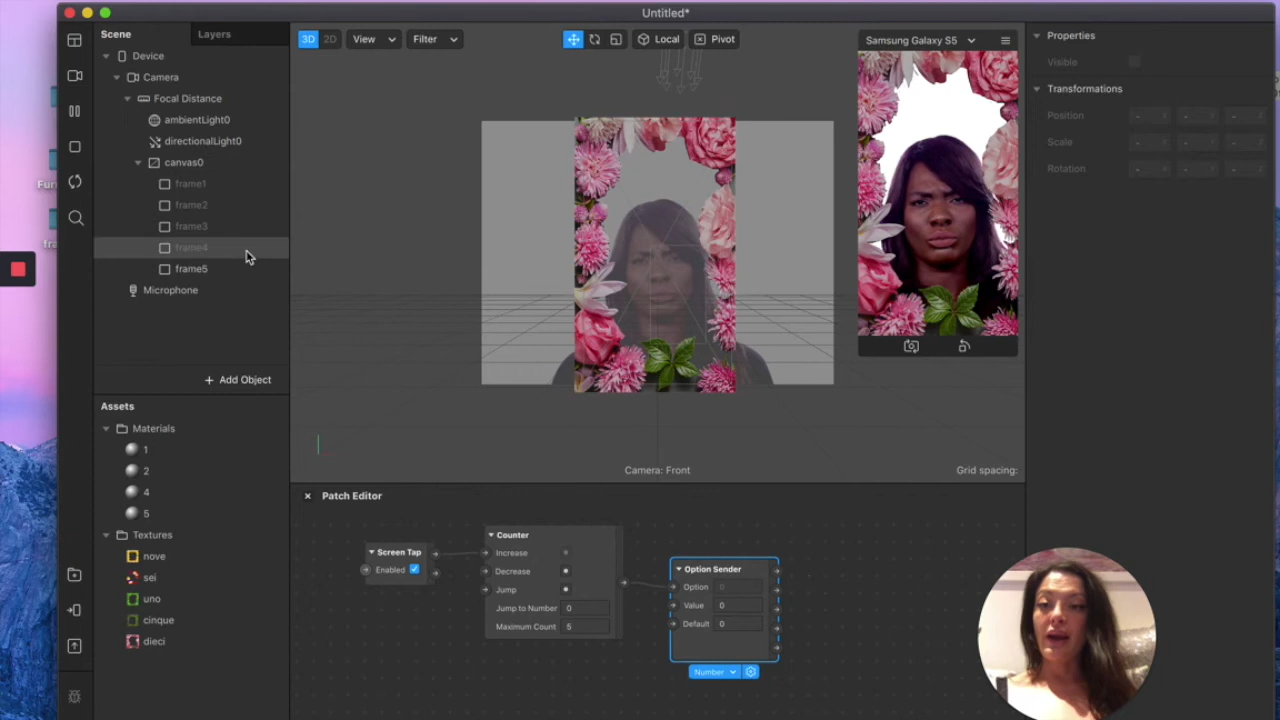 Untitled*
Scene
Layers
Device
Camera
Focal Distance
ambientLight0
directionalLight0
canvas0
frame1
frame2
frame3
frame4
frame5
Microphone
+ Add Object
Assets
Materials
1
2
4
5
Textures
nove
sei
uno
cinque
dieci
3D 2D View Filter Local Pivot
Camera: Front
Grid spacing:
Samsung Galaxy S5
Properties
Visible
Transformations
Position - X - Y - Z
Scale - X - Y - Z
Rotation - X - Y - Z
Patch Editor
Screen Tap
Enabled
Counter
Increase
Decrease
Jump
Jump to Number 0
Maximum Count 5
Option Sender
Option 0
Value 0
Default 0
Number